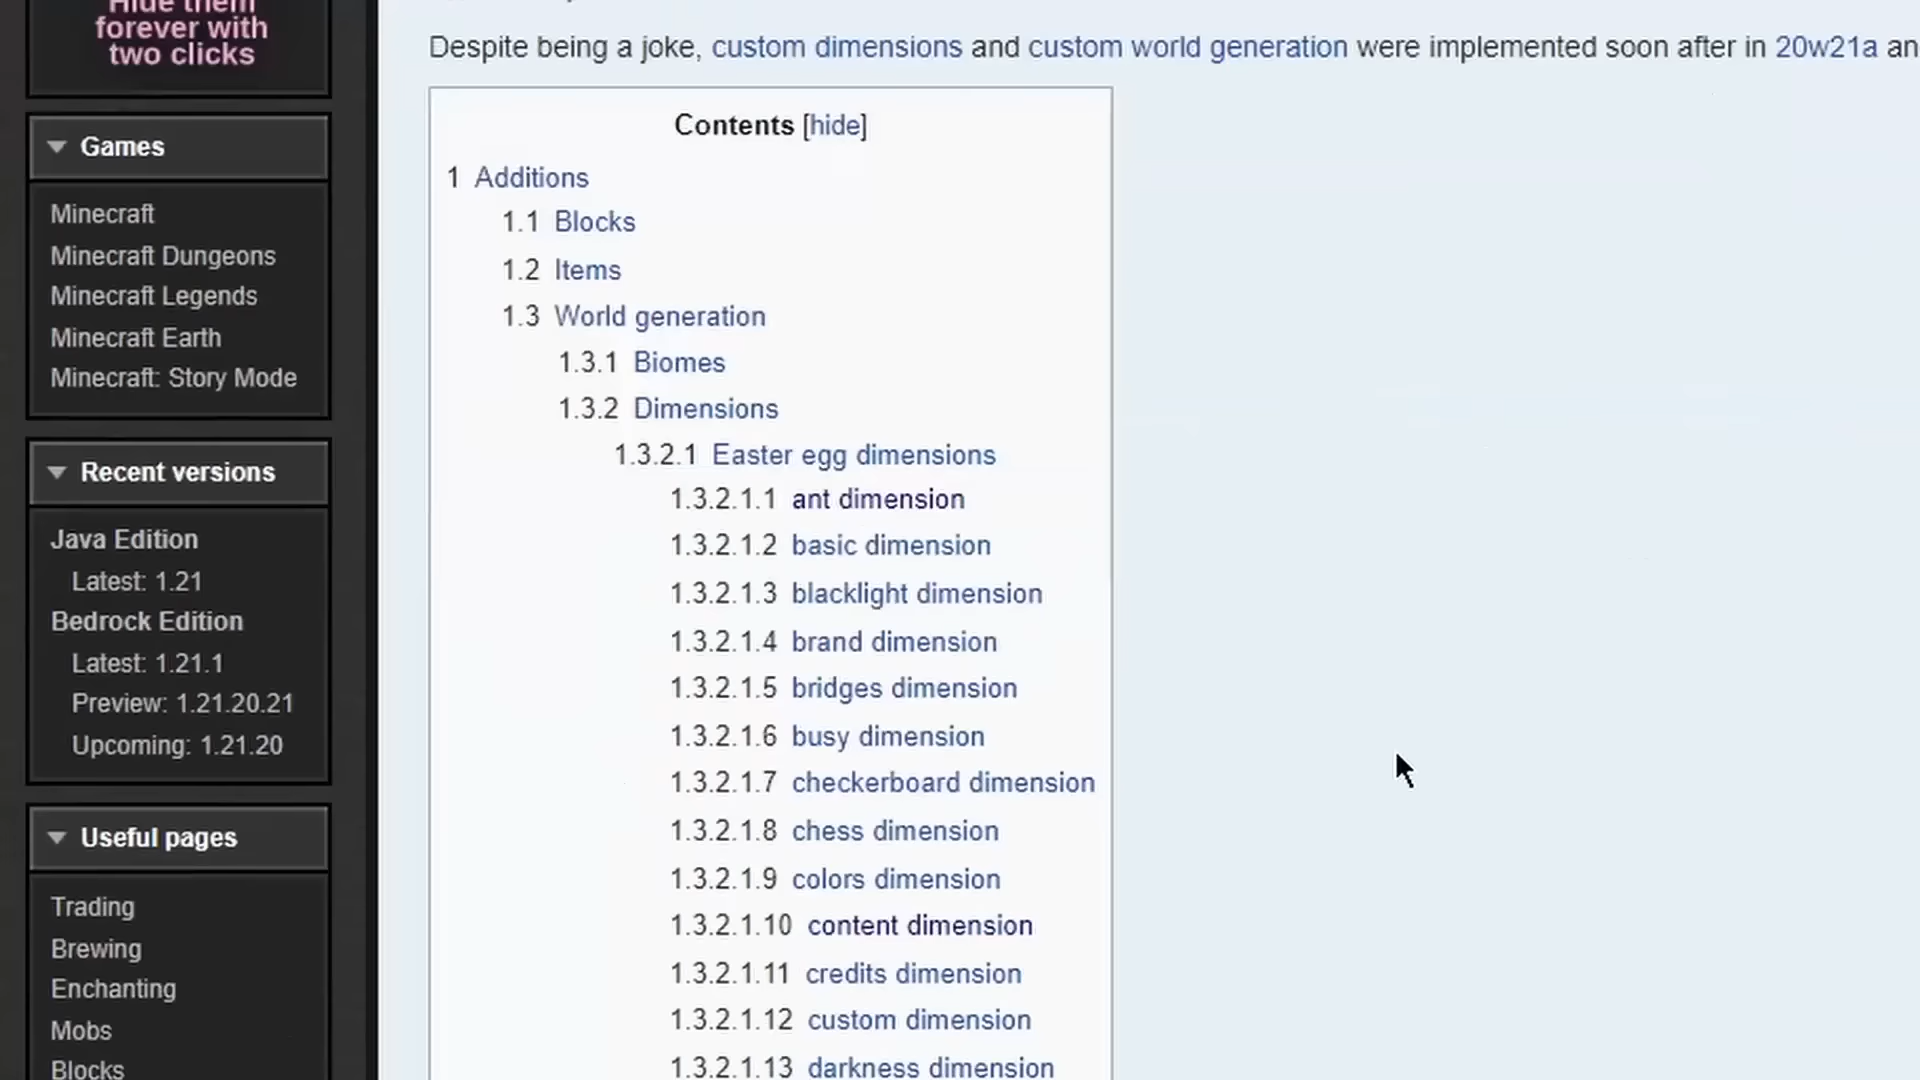 Hide them
forever with
two clicks
Games
Minecraft
Minecraft Dungeons
Minecraft Legends
Minecraft Earth
Minecraft: Story Mode
Recent versions
Java Edition
Latest: 1.21
Bedrock Edition
Latest: 1.21.1
Preview: 1.21.20.21
Upcoming: 1.21.20
Useful pages
Trading
Brewing
Enchanting
Mobs
Blocks
Despite being a joke, custom dimensions and custom world generation were implemented soon after in 20w21a an
Contents [hide]
1 Additions
1.1 Blocks
1.2 Items
1.3 World generation
1.3.1 Biomes
1.3.2 Dimensions
1.3.2.1 Easter egg dimensions
1.3.2.1.1 ant dimension
1.3.2.1.2 basic dimension
1.3.2.1.3 blacklight dimension
1.3.2.1.4 brand dimension
1.3.2.1.5 bridges dimension
1.3.2.1.6 busy dimension
1.3.2.1.7 checkerboard dimension
1.3.2.1.8 chess dimension
1.3.2.1.9 colors dimension
1.3.2.1.10 content dimension
1.3.2.1.11 credits dimension
1.3.2.1.12 custom dimension
1.3.2.1.13 darkness dimension